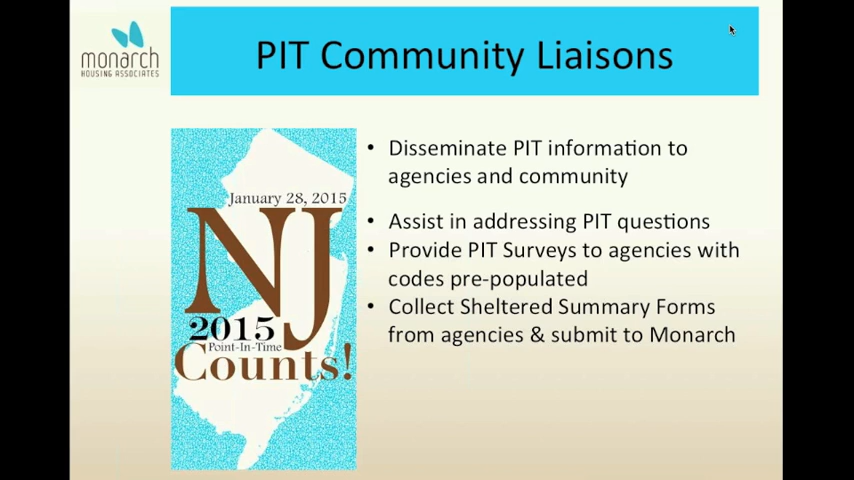 monarch
HOUSING ASSOCIATES
PIT Community Liaisons
January 28, 2015
NJ
2015
Point-In-Time
Counts!
• Disseminate PIT information to
agencies and community
• Assist in addressing PIT questions
• Provide PIT Surveys to agencies with
codes pre-populated
• Collect Sheltered Summary Forms
from agencies & submit to Monarch